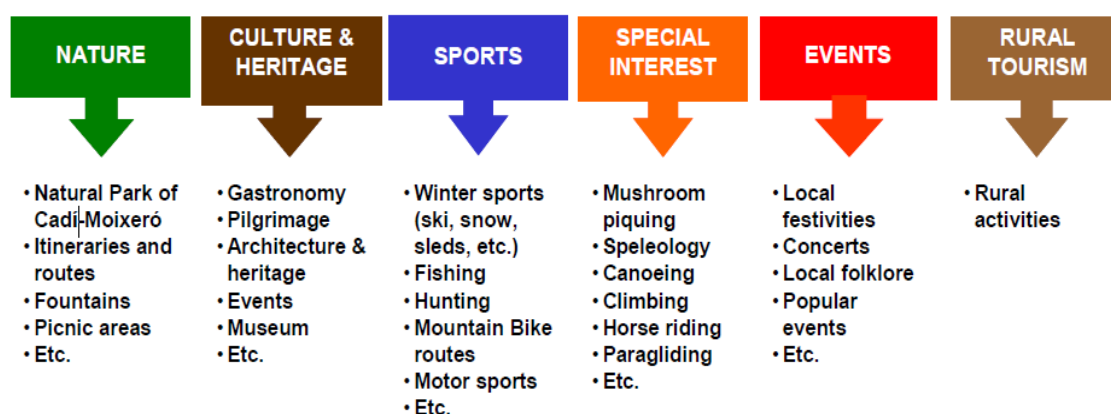 NATURE
CULTURE &
HERITAGE
SPORTS
SPECIAL
INTEREST
EVENTS
RURAL
TOURISM
• Natural Park of
Cadi-Moixeró
• Itineraries and
routes
• Fountains
• Picnic areas
• Etc.
• Gastronomy
• Pilgrimage
• Architecture &
heritage
• Events
• Museum
• Etc.
• Winter sports
(ski, snow,
sleds, etc.)
• Fishing
• Hunting
• Mountain Bike
routes
• Motor sports
• Etc.
• Mushroom
piquing
• Speleology
• Canoeing
• Climbing
• Horse riding
• Paragliding
• Etc.
• Local
festivities
• Concerts
• Local folklore
• Popular
events
• Etc.
• Rural
activities